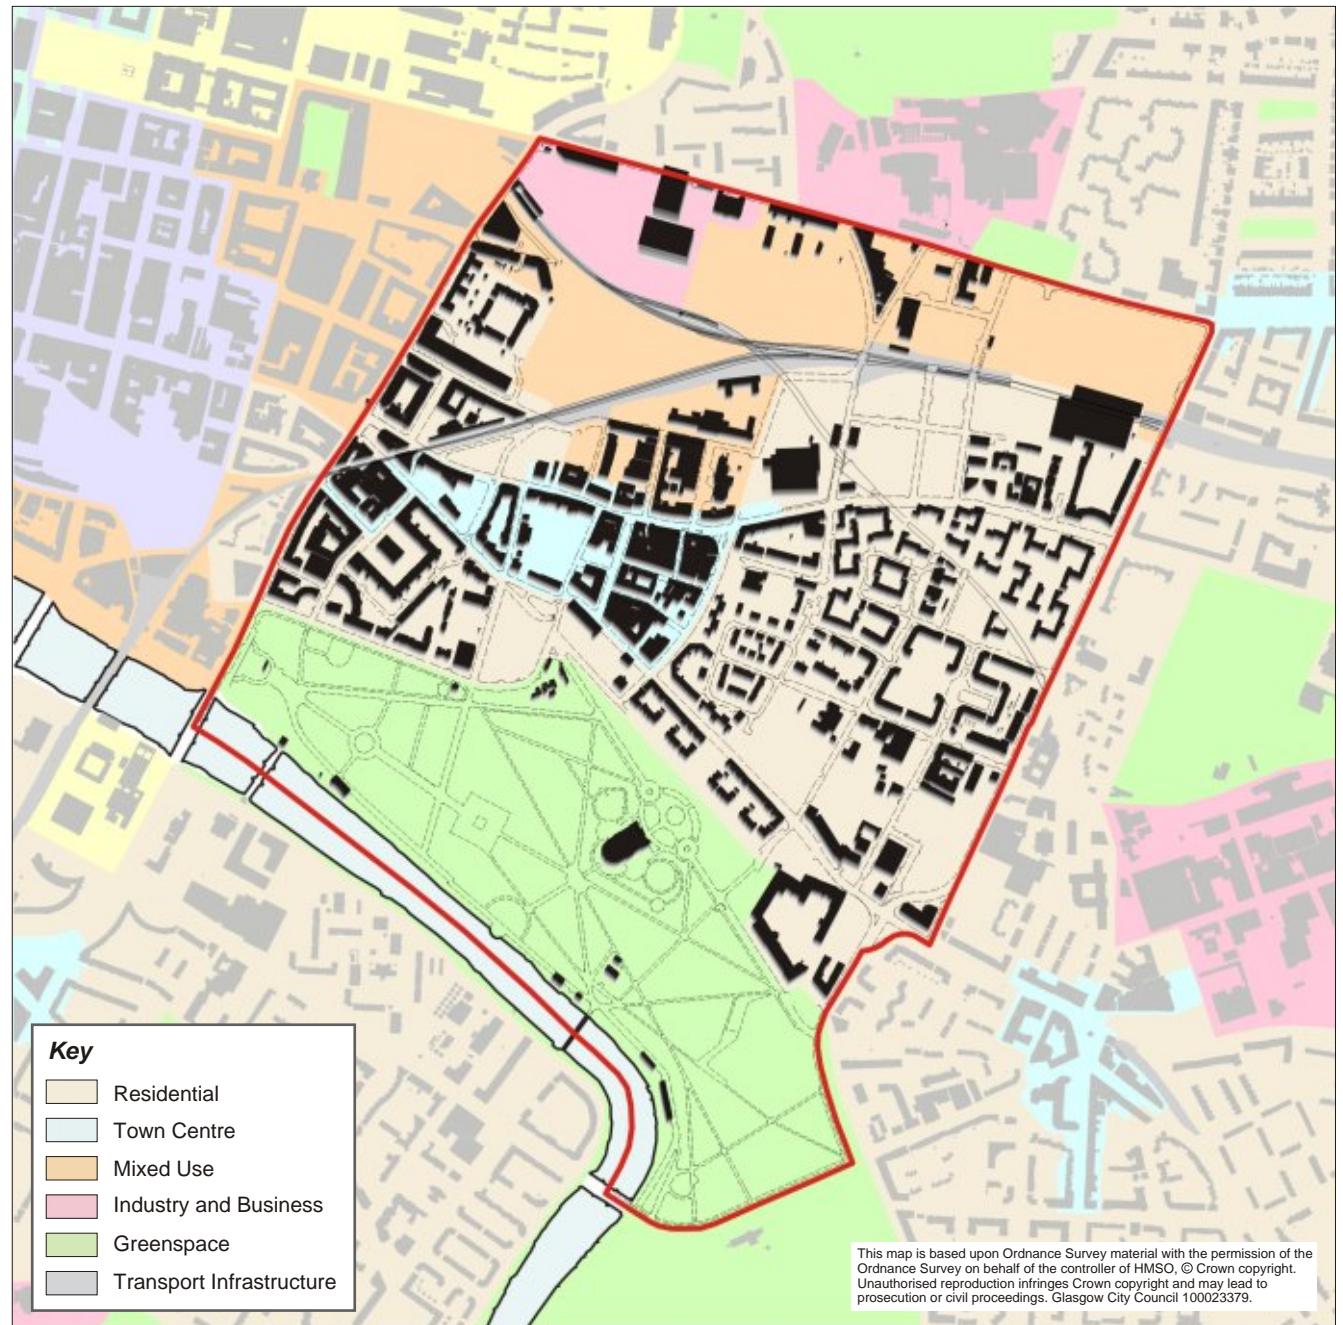 Key
Residential
Town Centre
Mixed Use
Industry and Business
Greenspace
Transport Infrastructure
This map is based upon Ordnance Survey material with the permission of the
Ordnance Survey on behalf of the controller of HMSO, © Crown copyright.
Unauthorised reproduction infringes Crown copyright and may lead to
prosecution or civil proceedings. Glasgow City Council 100023379.